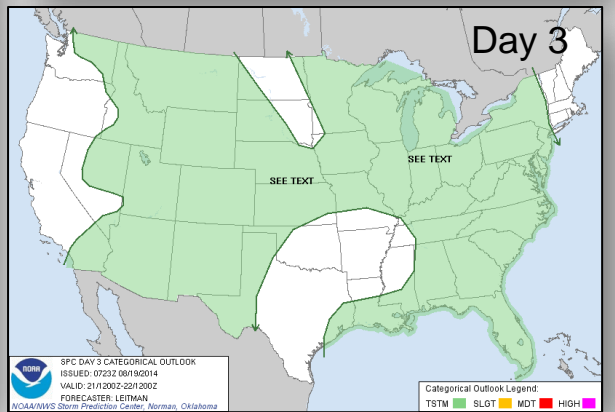 Day 3
SEE TEXT
SEE TEXT
NOAA
SPC DAY 3 CATEGORICAL OUTLOOK
ISSUED: 0723Z 08/19/2014
VALID: 21/1200Z-22/1200Z
FORECASTER: LEITMAN
NOAA/NWS Storm Prediction Center, Norman, Oklahoma
Categorical Outlook Legend:
TSTM SLGT MDT HIGH